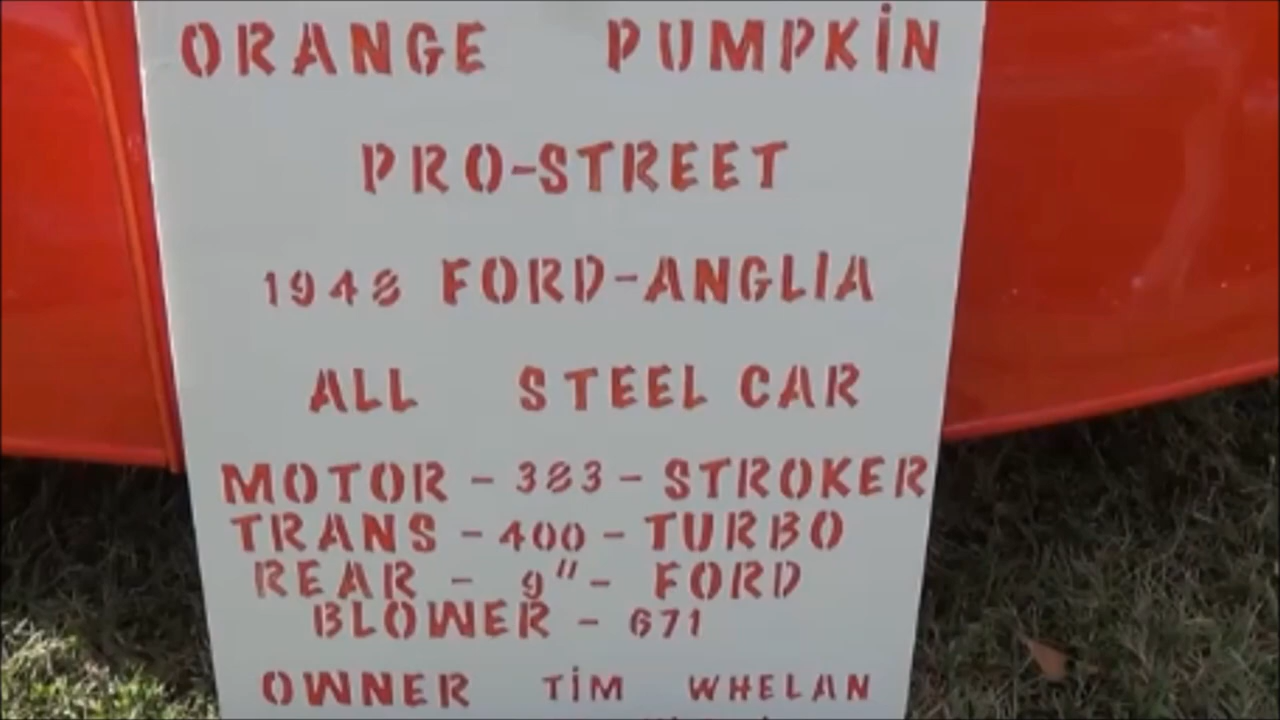 ORANGE PUMPKIN
PRO-STREET
1948 FORD-ANGLIA
ALL STEEL CAR
MOTOR - 383 - STROKER
TRANS - 400 - TURBO
REAR - 9" - FORD
BLOWER - 671
OWNER TIM WHELAN